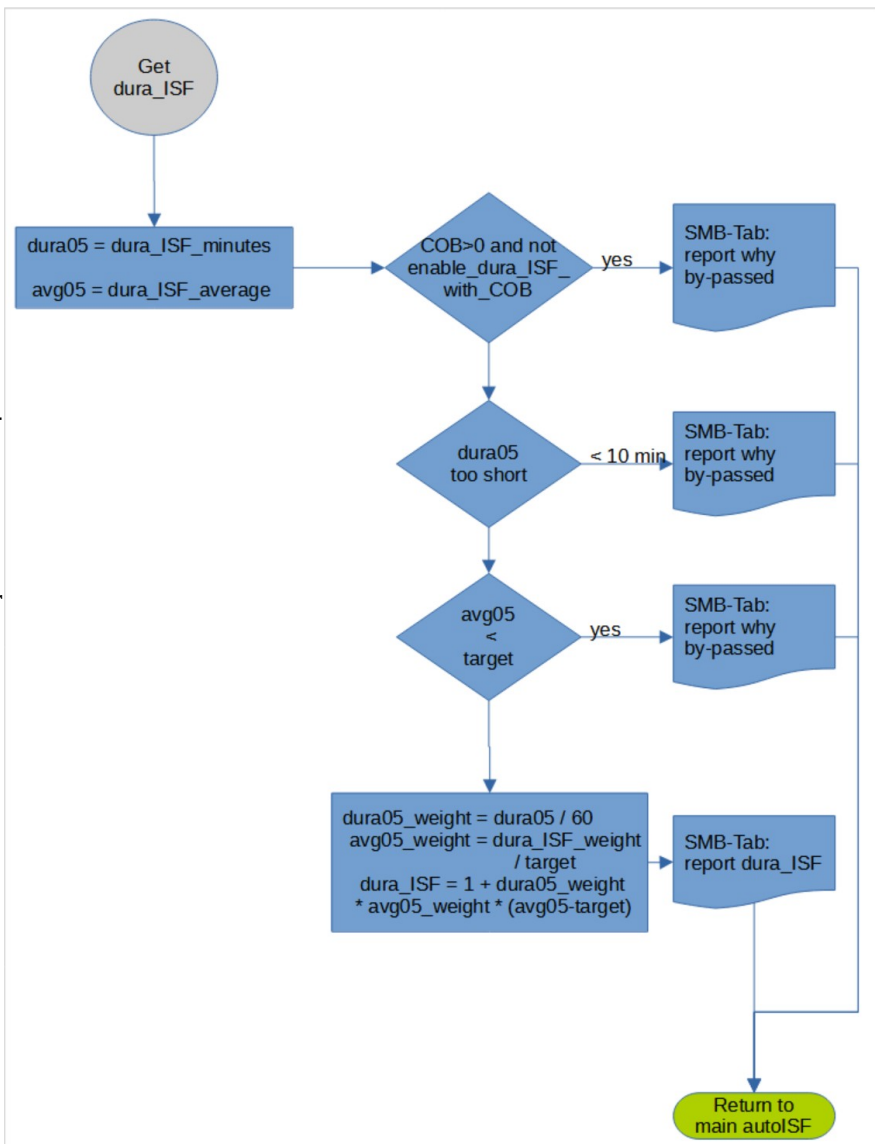 Get
dura_ISF
dura05 = dura_ISF_minutes
avg05 = dura_ISF_average
COB>0 and not
enable_dura_ISF_
with_COB
yes
SMB-Tab:
report why
by-passed
dura05
too short
< 10 min
SMB-Tab:
report why
by-passed
avg05
<
target
yes
SMB-Tab:
report why
by-passed
dura05_weight = dura05 / 60
avg05_weight = dura_ISF_weight
/ target
dura_ISF = 1 + dura05_weight
* avg05_weight * (avg05-target)
SMB-Tab:
report dura_ISF
Return to
main autoISF